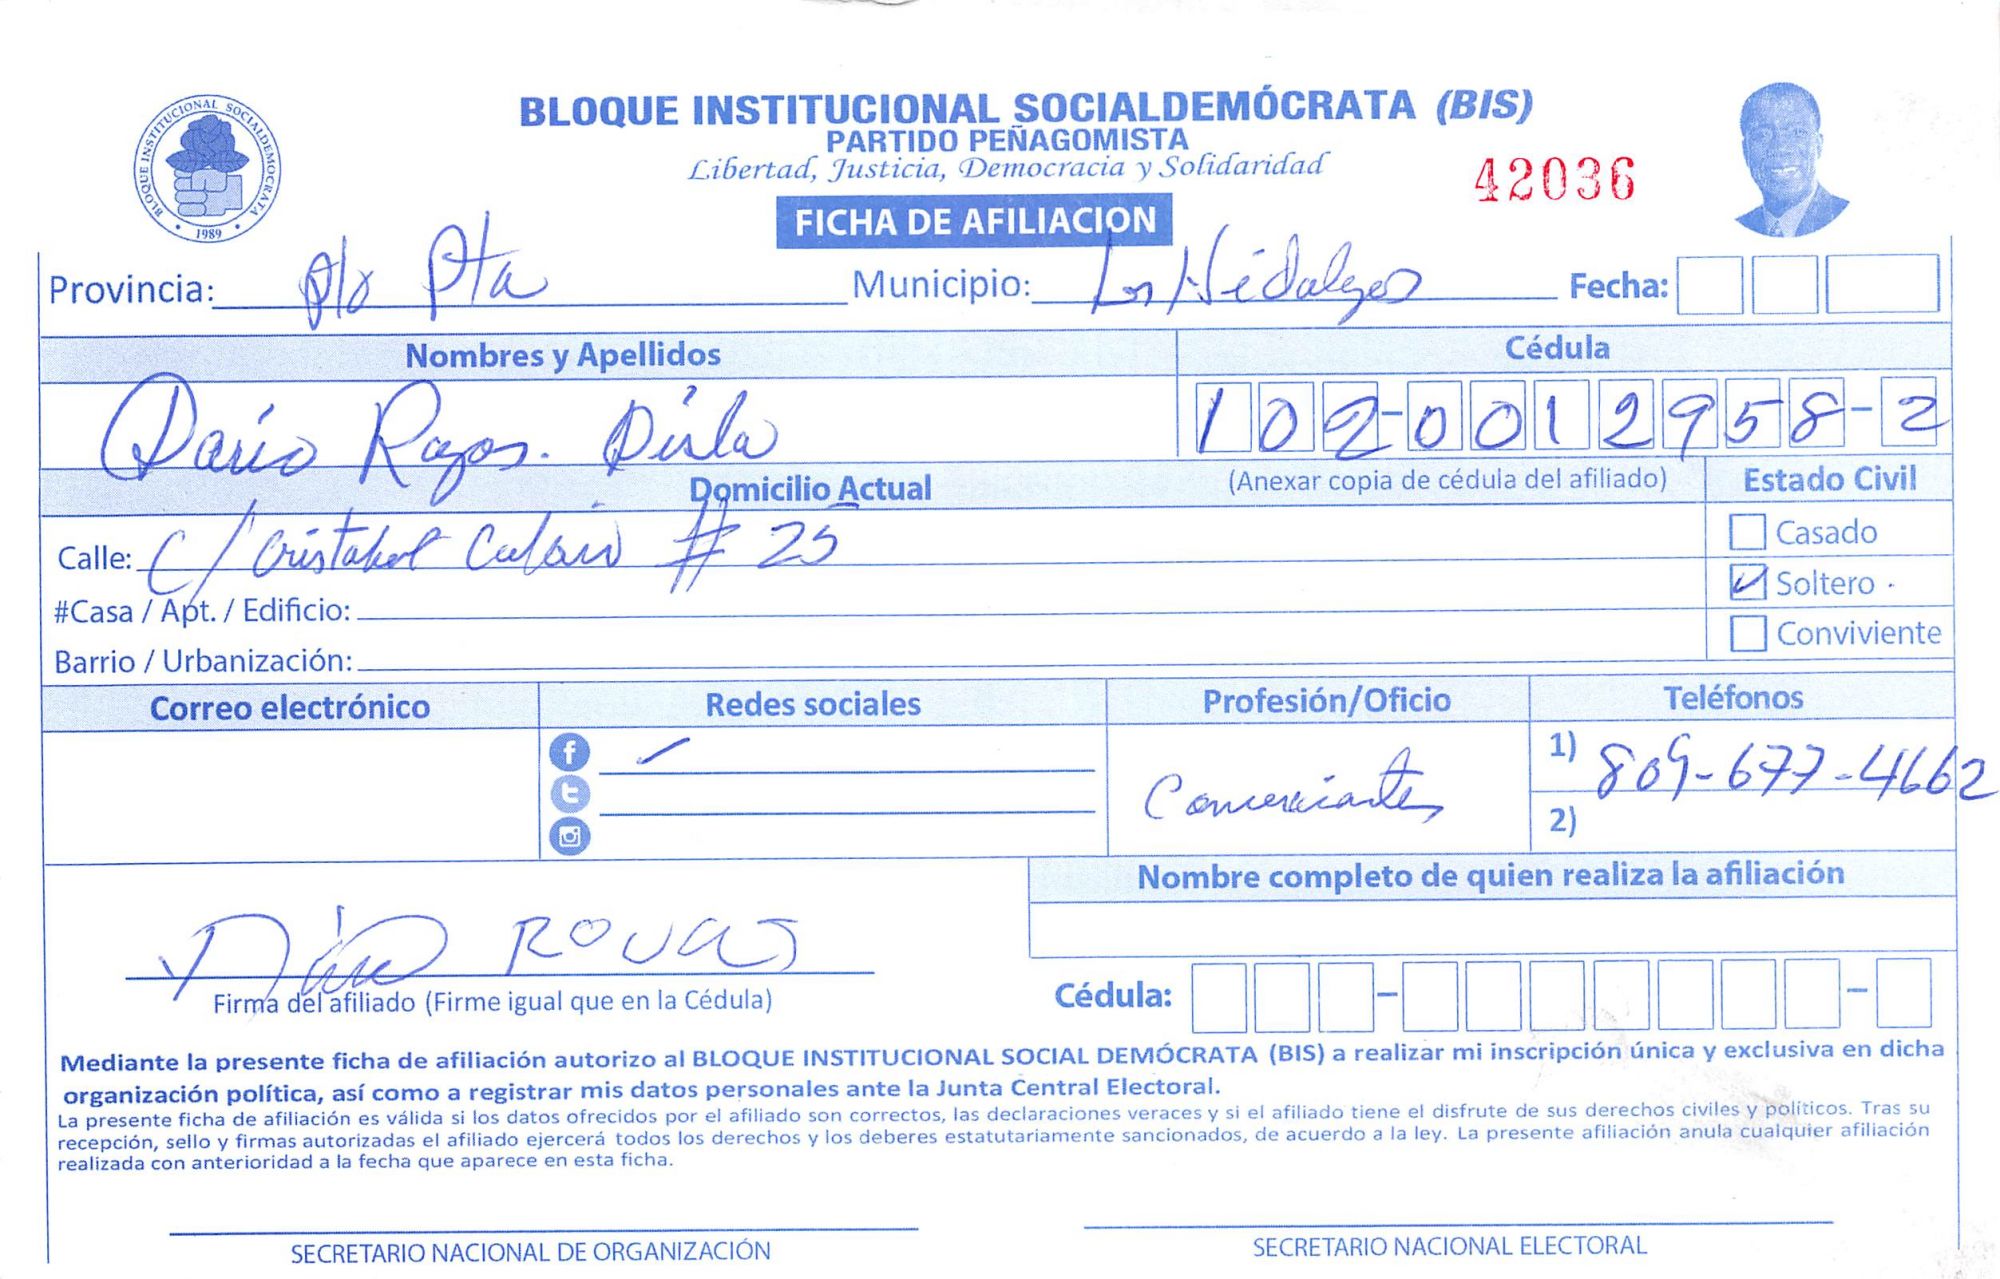 BLOQUE INSTITUCIONAL SOCIALDEMOCRATA
1989
BLOQUE INSTITUCIONAL SOCIALDEMÓCRATA (BIS)
PARTIDO PEÑAGOMISTA
Libertad, Justicia, Democracia y Solidaridad
42036
FICHA DE AFILIACION
Provincia: Pto Pta Municipio: Los Hidalgos Fecha:
Nombres y Apellidos Cédula
Darío 102-0012958-2
Domicilio Actual (Anexar copia de cédula del afiliado) Estado Civil
Calle: C/ Cristobal # 25 Casado
#Casa / Apt. / Edificio: Soltero
Barrio / Urbanización: Conviviente
Correo electrónico Redes sociales Profesión/Oficio Teléfonos
Comerciante 1) 809-677-4662
2)
Nombre completo de quien realiza la afiliación
Firma del afiliado (Firme igual que en la Cédula) Cédula: - -
Mediante la presente ficha de afiliación autorizo al BLOQUE INSTITUCIONAL SOCIAL DEMÓCRATA (BIS) a realizar mi inscripción única y exclusiva en dicha
organización política, así como a registrar mis datos personales ante la Junta Central Electoral.
La presente ficha de afiliación es válida si los datos ofrecidos por el afiliado son correctos, las declaraciones veraces y si el afiliado tiene el disfrute de sus derechos civiles y políticos. Tras su
recepción, sello y firmas autorizadas el afiliado ejercerá todos los derechos y los deberes estatutariamente sancionados, de acuerdo a la ley. La presente afiliación anula cualquier afiliación
realizada con anterioridad a la fecha que aparece en esta ficha.
SECRETARIO NACIONAL DE ORGANIZACIÓN SECRETARIO NACIONAL ELECTORAL